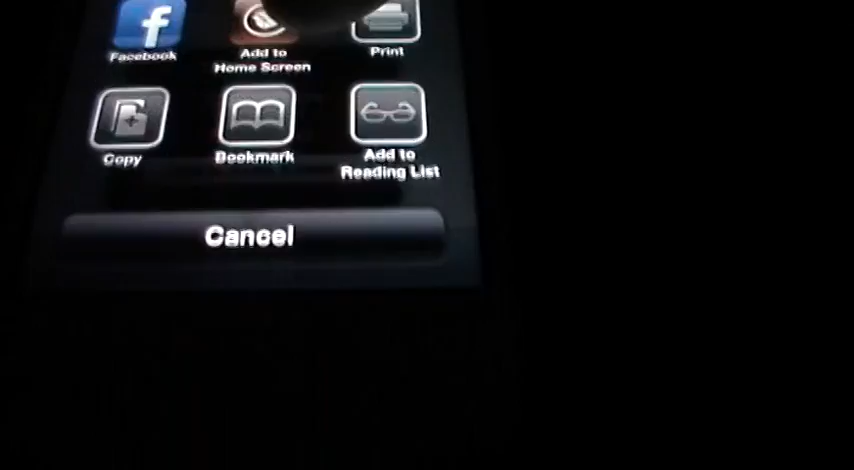 Facebook
Add to
Home Screen
Print
Copy
Bookmark
Add to
Reading List
Cancel